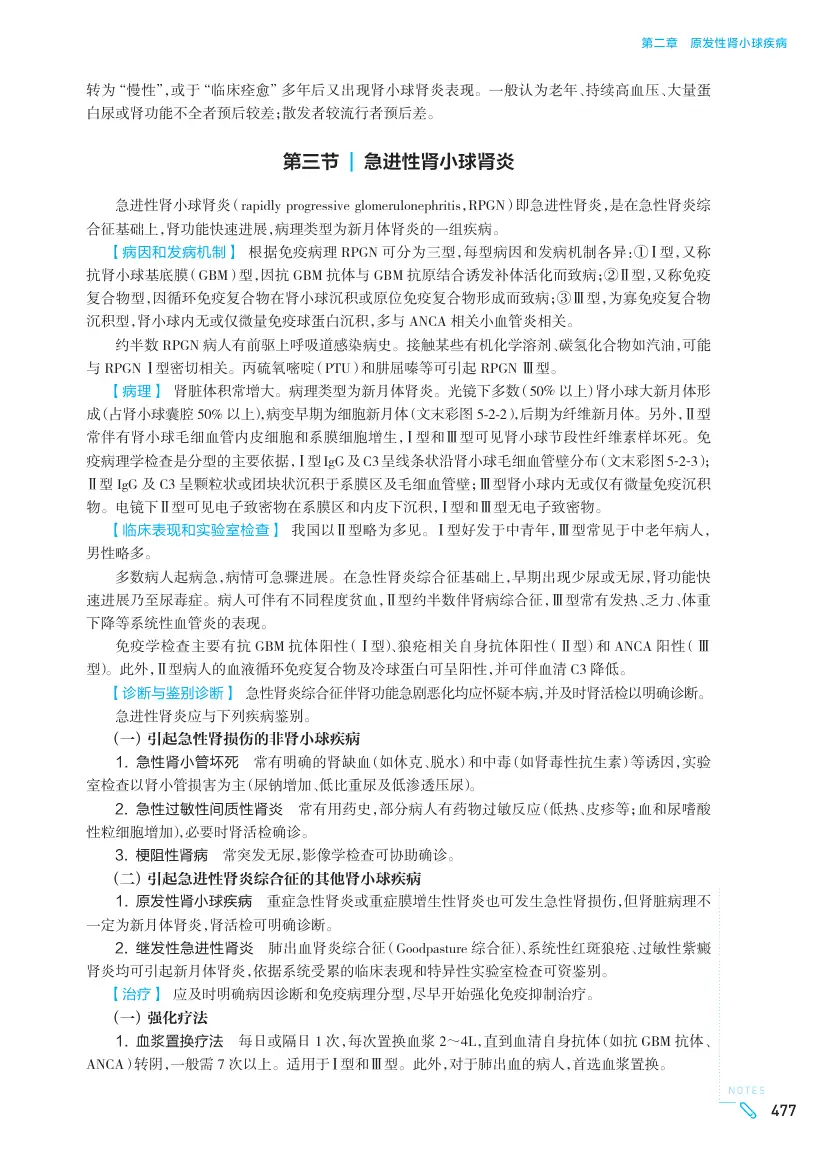 第二章 原发性肾小球疾病
转为“慢性”,或于“临床痊愈”多年后又出现肾小球肾炎表现。一般认为老年、持续高血压、大量蛋
白尿或肾功能不全者预后较差;散发者较流行者预后差。
第三节 | 急进性肾小球肾炎
急进性肾小球肾炎(rapidly progressive glomerulonephritis,RPGN)即急进性肾炎,是在急性肾炎综
合征基础上,肾功能快速进展,病理类型为新月体肾炎的一组疾病。
【病因和发病机制】 根据免疫病理 RPGN 可分为三型,每型病因和发病机制各异:①Ⅰ型,又称
抗肾小球基底膜(GBM)型,因抗 GBM 抗体与 GBM 抗原结合诱发补体活化而致病;②Ⅱ型,又称免疫
复合物型,因循环免疫复合物在肾小球沉积或原位免疫复合物形成而致病;③Ⅲ型,为寡免疫复合物
沉积型,肾小球内无或仅微量免疫球蛋白沉积,多与 ANCA 相关小血管炎相关。
约半数 RPGN 病人有前驱上呼吸道感染病史。接触某些有机化学溶剂、碳氢化合物如汽油,可能
与 RPGN Ⅰ型密切相关。丙硫氧嘧啶(PTU)和肼屈嗪等可引起 RPGN Ⅲ型。
【病理】 肾脏体积常增大。病理类型为新月体肾炎。光镜下多数(50% 以上)肾小球大新月体形
成(占肾小球囊腔 50% 以上),病变早期为细胞新月体(文末彩图 5-2-2),后期为纤维新月体。另外,Ⅱ型
常伴有肾小球毛细血管内皮细胞和系膜细胞增生,Ⅰ型和Ⅲ型可见肾小球节段性纤维素样坏死。免
疫病理学检查是分型的主要依据,Ⅰ型 IgG 及 C3 呈线条状沿肾小球毛细血管壁分布(文末彩图 5-2-3);
Ⅱ型 IgG 及 C3 呈颗粒状或团块状沉积于系膜区及毛细血管壁;Ⅲ型肾小球内无或仅有微量免疫沉积
物。电镜下Ⅱ型可见电子致密物在系膜区和内皮下沉积,Ⅰ型和Ⅲ型无电子致密物。
【临床表现和实验室检查】 我国以Ⅱ型略为多见。Ⅰ型好发于中青年,Ⅲ型常见于中老年病人,
男性略多。
多数病人起病急,病情可急骤进展。在急性肾炎综合征基础上,早期出现少尿或无尿,肾功能快
速进展乃至尿毒症。病人可伴有不同程度贫血,Ⅱ型约半数伴肾病综合征,Ⅲ型常有发热、乏力、体重
下降等系统性血管炎的表现。
免疫学检查主要有抗 GBM 抗体阳性(Ⅰ型)、狼疮相关自身抗体阳性(Ⅱ型)和 ANCA 阳性(Ⅲ
型)。此外,Ⅱ型病人的血液循环免疫复合物及冷球蛋白可呈阳性,并可伴血清 C3 降低。
【诊断与鉴别诊断】 急性肾炎综合征伴肾功能急剧恶化均应怀疑本病,并及时肾活检以明确诊断。
急进性肾炎应与下列疾病鉴别。
(一)引起急性肾损伤的非肾小球疾病
1. 急性肾小管坏死 常有明确的肾缺血(如休克、脱水)和中毒(如肾毒性抗生素)等诱因,实验
室检查以肾小管损害为主(尿钠增加、低比重尿及低渗透压尿)。
2. 急性过敏性间质性肾炎 常有用药史,部分病人有药物过敏反应(低热、皮疹等;血和尿嗜酸
性粒细胞增加),必要时肾活检确诊。
3. 梗阻性肾病 常突发无尿,影像学检查可协助确诊。
(二)引起急进性肾炎综合征的其他肾小球疾病
1. 原发性肾小球疾病 重症急性肾炎或重症膜增生性肾炎也可发生急性肾损伤,但肾脏病理不
一定为新月体肾炎,肾活检可明确诊断。
2. 继发性急进性肾炎 肺出血肾炎综合征(Goodpasture 综合征)、系统性红斑狼疮、过敏性紫癜
肾炎均可引起新月体肾炎,依据系统受累的临床表现和特异性实验室检查可资鉴别。
【治疗】 应及时明确病因诊断和免疫病理分型,尽早开始强化免疫抑制治疗。
(一)强化疗法
1. 血浆置换疗法 每日或隔日 1 次,每次置换血浆 2～4L,直到血清自身抗体(如抗 GBM 抗体、
ANCA)转阴,一般需 7 次以上。适用于Ⅰ型和Ⅲ型。此外,对于肺出血的病人,首选血浆置换。
NOTES
477